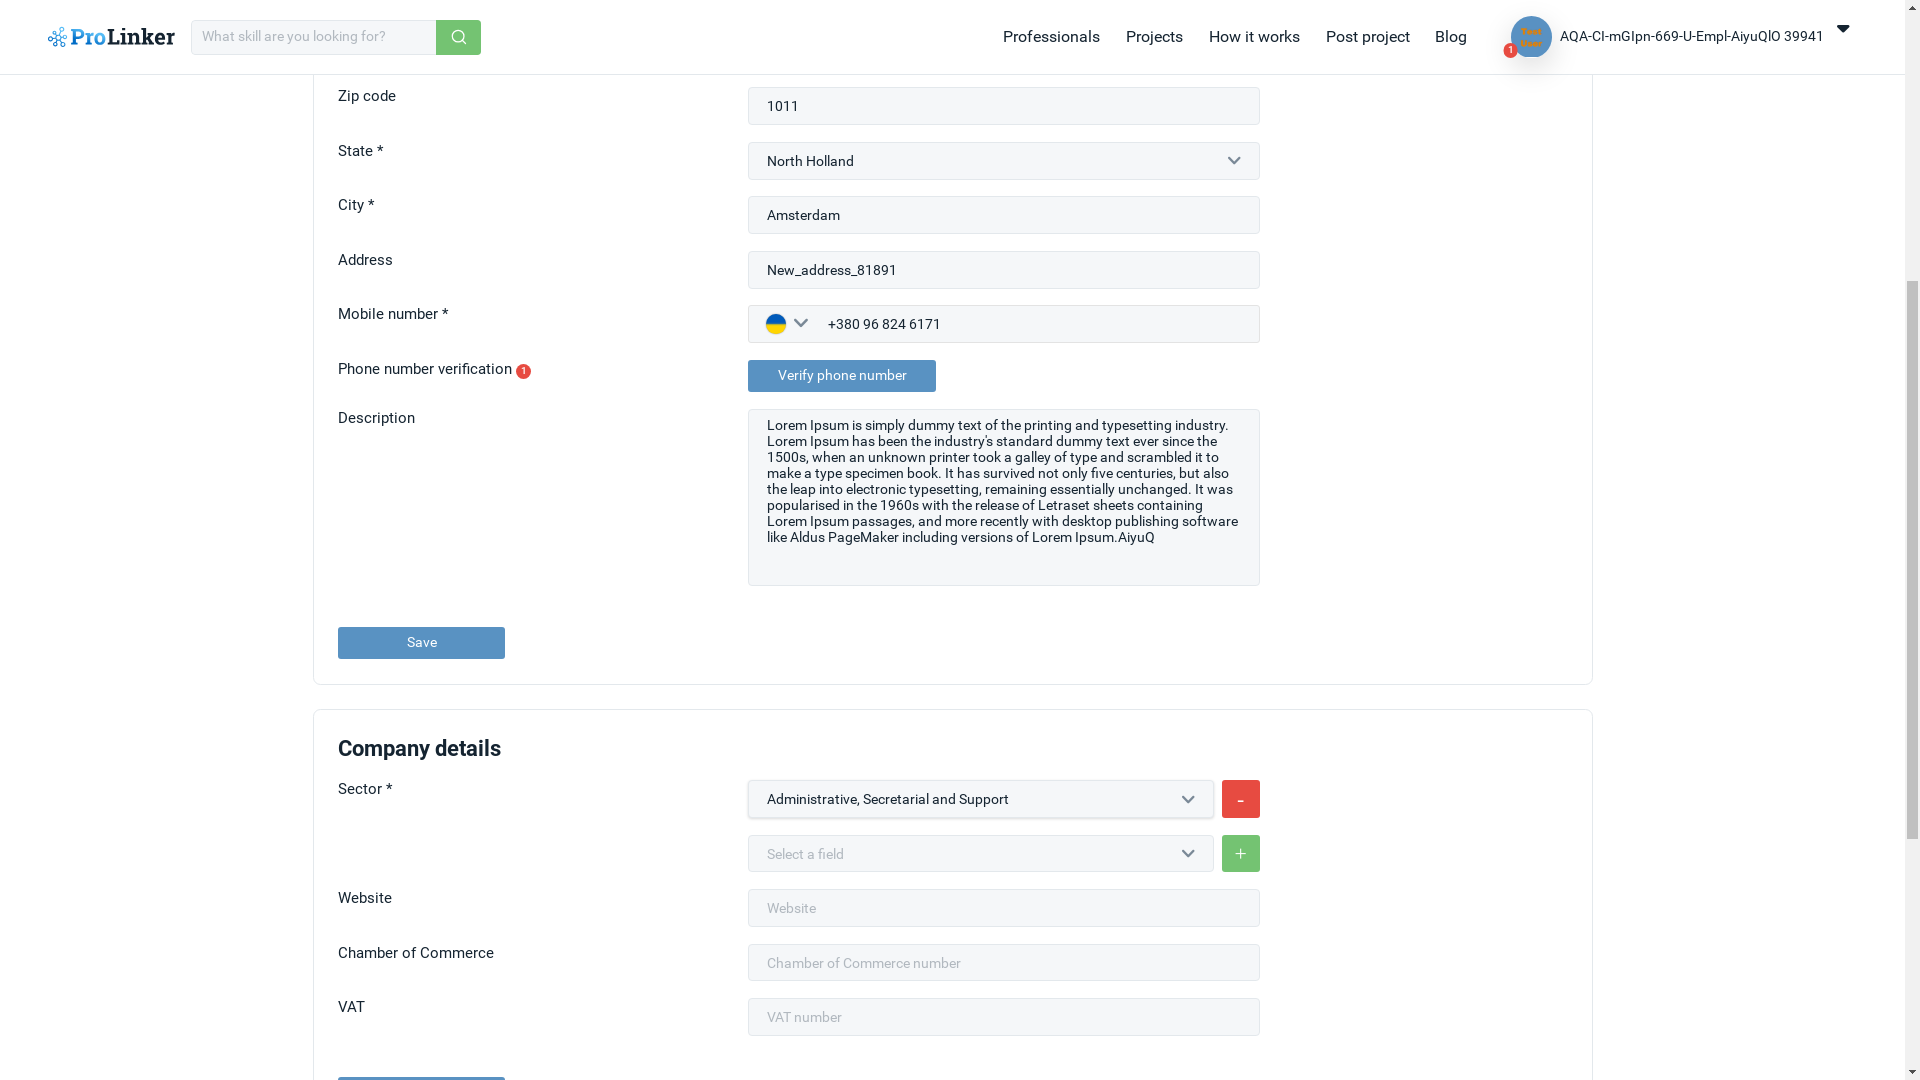 ProLinker
What skill are you looking for?
Professionals
Projects
How it works
Post project
Blog
Test
User
1
AQA-CI-mGIpn-669-U-Empl-AiyuQlO 39941
Zip code
1011
State *
North Holland
City *
Amsterdam
Address
New_address_81891
Mobile number *
+380 96 824 6171
Phone number verification 1
Verify phone number
Description
Lorem Ipsum is simply dummy text of the printing and typesetting industry.
Lorem Ipsum has been the industry's standard dummy text ever since the
1500s, when an unknown printer took a galley of type and scrambled it to
make a type specimen book. It has survived not only five centuries, but also
the leap into electronic typesetting, remaining essentially unchanged. It was
popularised in the 1960s with the release of Letraset sheets containing
Lorem Ipsum passages, and more recently with desktop publishing software
like Aldus PageMaker including versions of Lorem Ipsum.AiyuQ
Save
Company details
Sector *
Administrative, Secretarial and Support
-
Select a field
+
Website
Website
Chamber of Commerce
Chamber of Commerce number
VAT
VAT number